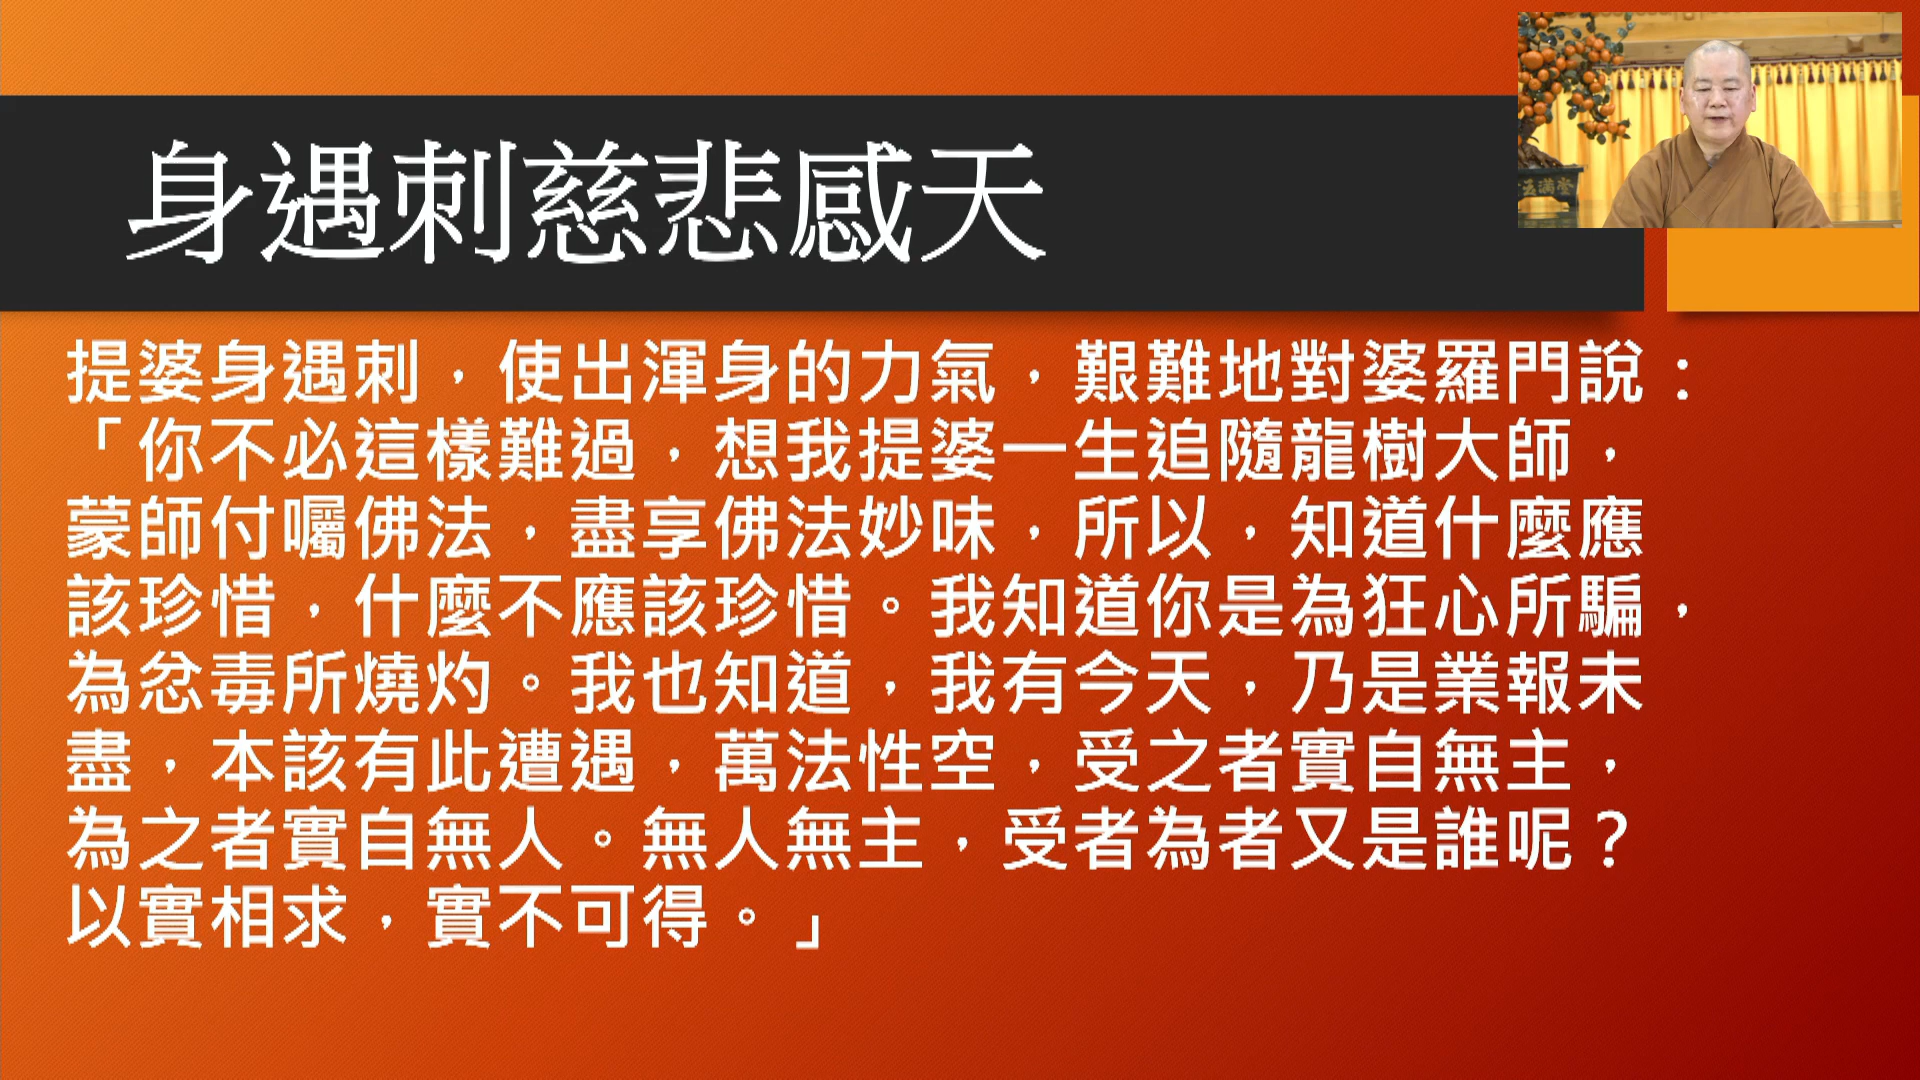 身遇刺慈悲感天
提婆身遇刺，使出渾身的力氣，艱難地對婆羅門說：
「你不必這樣難過，想我提婆一生追隨龍樹大師，
蒙師付囑佛法，盡享佛法妙味，所以，知道什麼應
該珍惜，什麼不應該珍惜。我知道你是為狂心所騙，
為忿毒所燒灼。我也知道，我有今天，乃是業報未
盡，本該有此遭遇，萬法性空，受之者實自無主，
為之者實自無人。無人無主，受者為者又是誰呢？
以實相求，實不可得。」